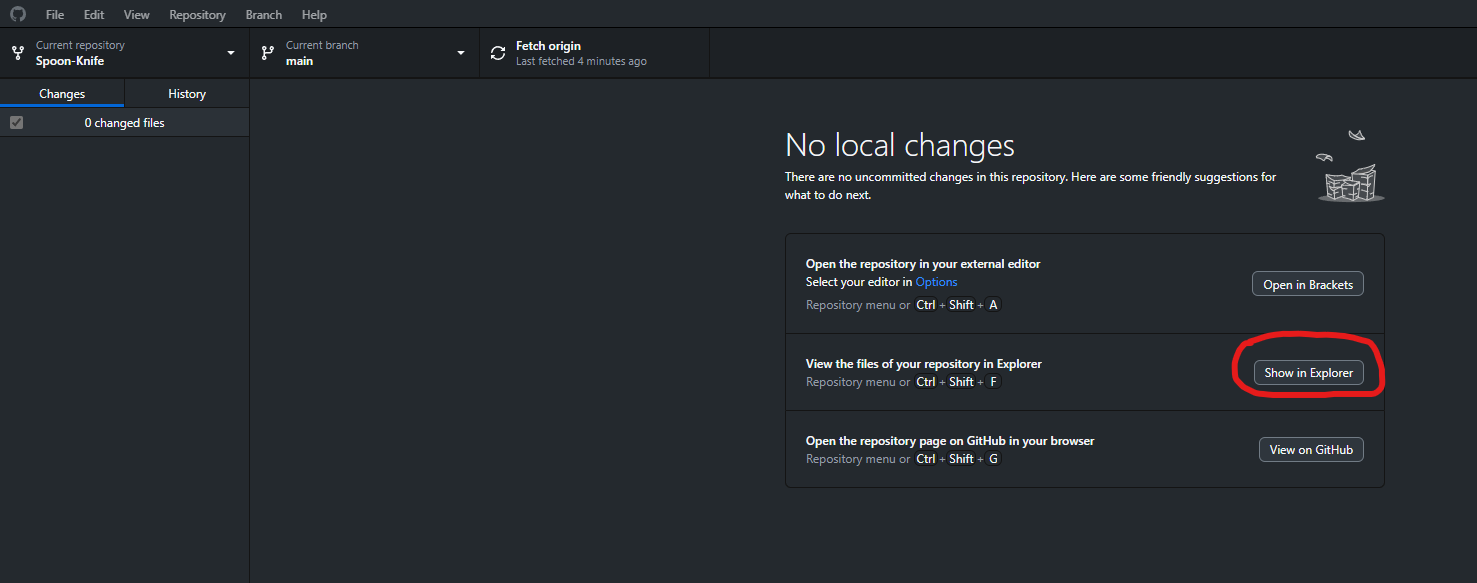 File Edit View Repository Branch Help
Current repository
Spoon-Knife
Current branch
main
Fetch origin
Last fetched 4 minutes ago
Changes
History
0 changed files
No local changes
There are no uncommitted changes in this repository. Here are some friendly suggestions for
what to do next.
Open the repository in your external editor
Select your editor in Options
Repository menu or Ctrl + Shift + A
Open in Brackets
View the files of your repository in Explorer
Repository menu or Ctrl + Shift + F
Show in Explorer
Open the repository page on GitHub in your browser
Repository menu or Ctrl + Shift + G
View on GitHub